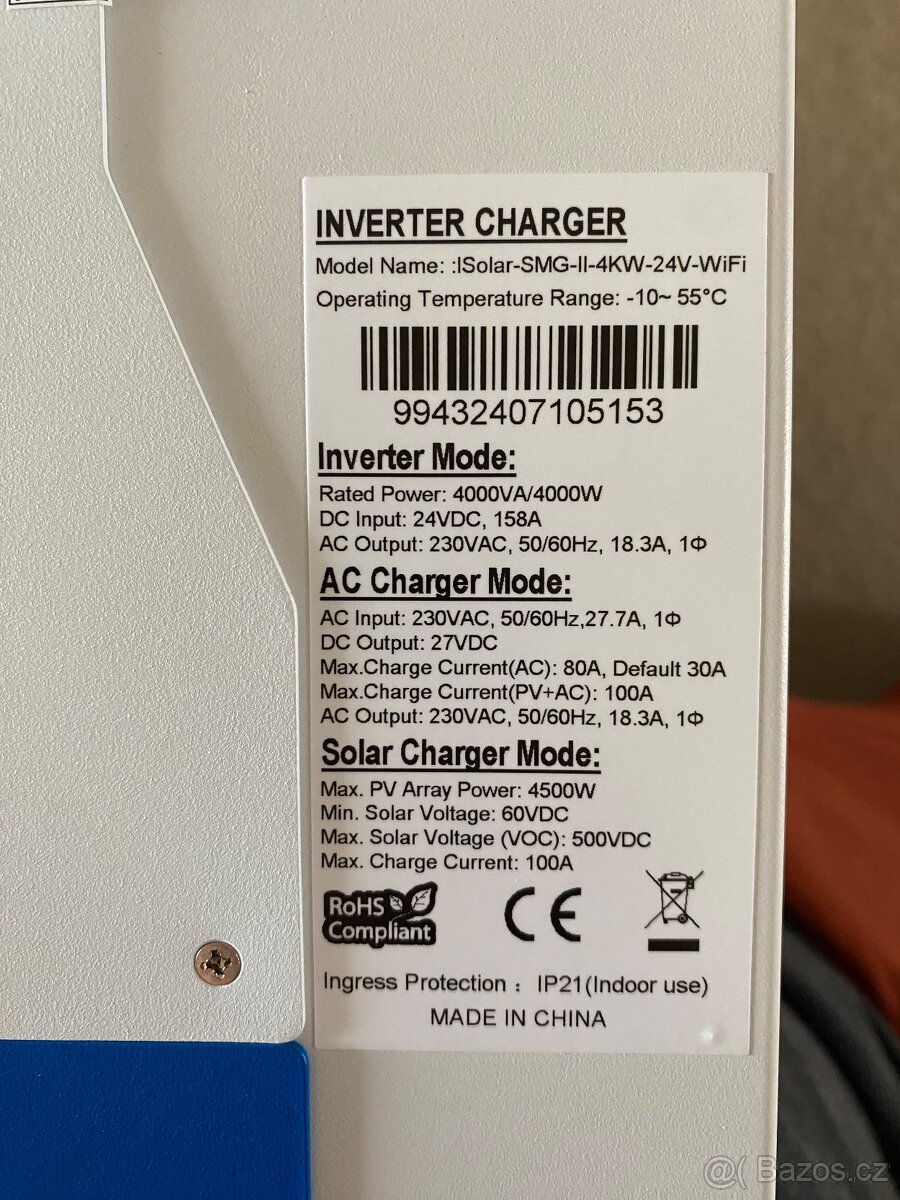 INVERTER CHARGER
Model Name: :ISolar-SMG-II-4KW-24V-WiFi
Operating Temperature Range: -10~ 55°C
99432407105153
Inverter Mode:
Rated Power: 4000VA/4000W
DC Input: 24VDC, 158A
AC Output: 230VAC, 50/60Hz, 18.3A, 1Φ
AC Charger Mode:
AC Input: 230VAC, 50/60Hz,27.7A, 1Φ
DC Output: 27VDC
Max.Charge Current(AC): 80A, Default 30A
Max.Charge Current(PV+AC): 100A
AC Output: 230VAC, 50/60Hz, 18.3A, 1Φ
Solar Charger Mode:
Max. PV Array Power: 4500W
Min. Solar Voltage: 60VDC
Max. Solar Voltage (VOC): 500VDC
Max. Charge Current: 100A
RoHS
Compliant
CE
Ingress Protection : IP21(Indoor use)
MADE IN CHINA
@( Bazos.cz